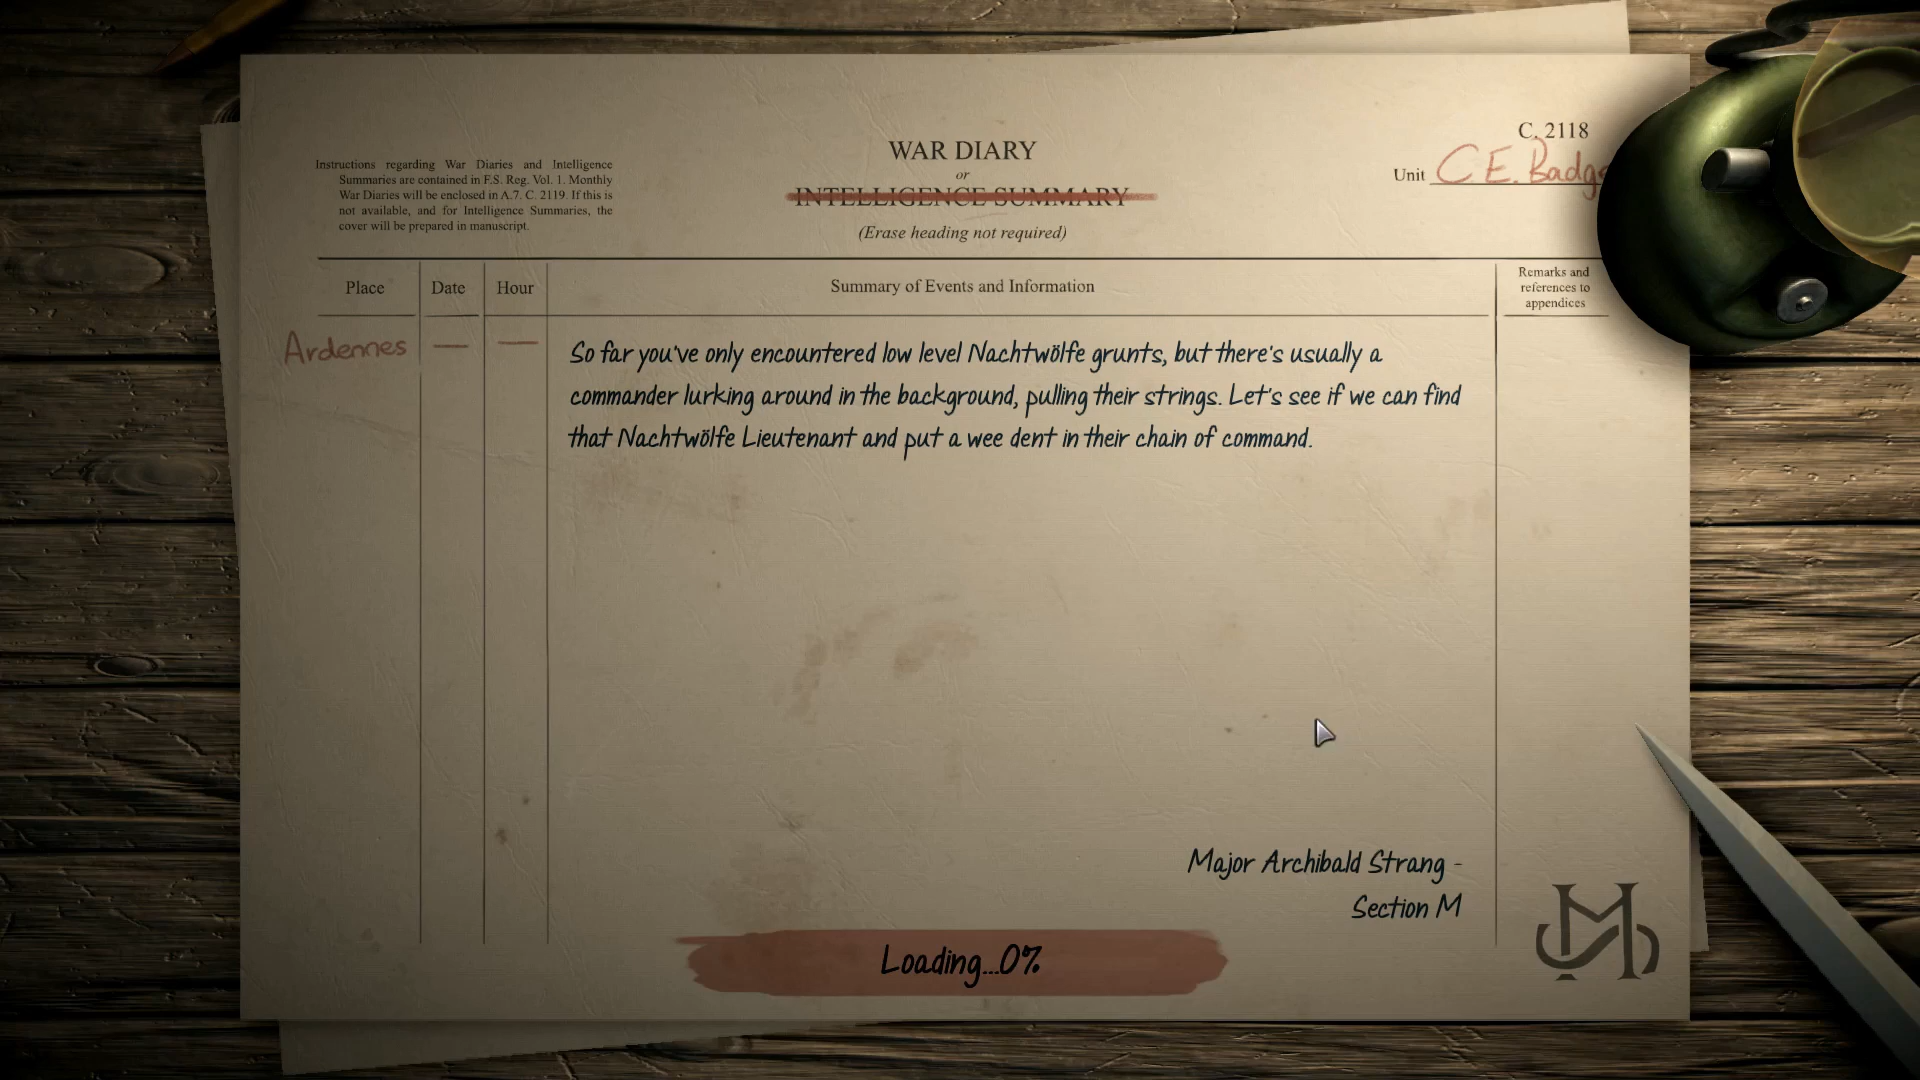 C. 2118
WAR DIARY
or
INTELLIGENCE SUMMARY
(Erase heading not required)
Instructions regarding War Diaries and Intelligence
Summaries are contained in F.S. Reg. Vol. 1. Monthly
War Diaries will be enclosed in A.7. C. 2119. If this is
not available, and for Intelligence Summaries, the
cover will be prepared in manuscript.
Unit C.E.
Place
Date
Hour
Summary of Events and Information
Remarks and
references to
appendices
Ardennes — —
So far you've only encountered low level Nachtwölfe grunts, but there's usually a
commander lurking around in the background, pulling their strings. Let's see if we can find
that Nachtwölfe Lieutenant and put a wee dent in their chain of command.
Major Archibald Strang -
Section M
Loading...0%